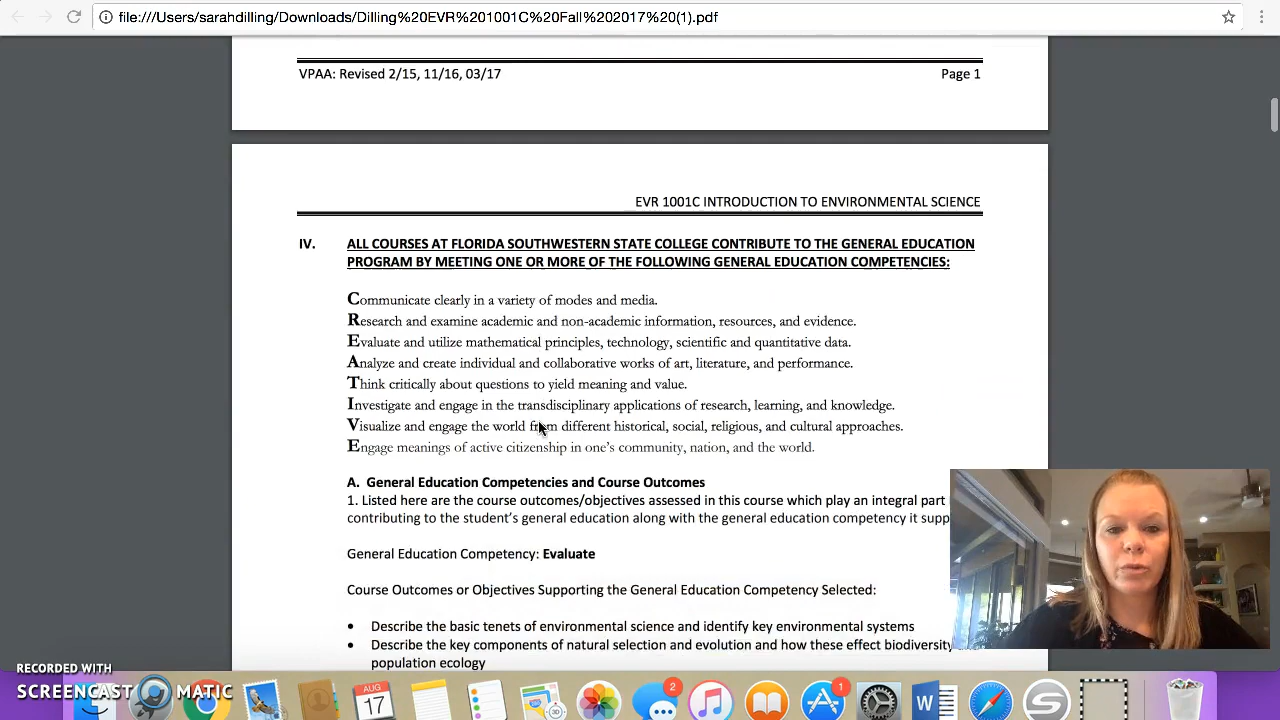 file:///Users/sarahdilling/Downloads/Dilling%20EVR%201001C%20Fall%202017%20(1).pdf
VPAA: Revised 2/15, 11/16, 03/17 Page 1
EVR 1001C INTRODUCTION TO ENVIRONMENTAL SCIENCE
IV. ALL COURSES AT FLORIDA SOUTHWESTERN STATE COLLEGE CONTRIBUTE TO THE GENERAL EDUCATION
PROGRAM BY MEETING ONE OR MORE OF THE FOLLOWING GENERAL EDUCATION COMPETENCIES:
Communicate clearly in a variety of modes and media.
Research and examine academic and non-academic information, resources, and evidence.
Evaluate and utilize mathematical principles, technology, scientific and quantitative data.
Analyze and create individual and collaborative works of art, literature, and performance.
Think critically about questions to yield meaning and value.
Investigate and engage in the transdisciplinary applications of research, learning, and knowledge.
Visualize and engage the world from different historical, social, religious, and cultural approaches.
Engage meanings of active citizenship in one's community, nation, and the world.
A. General Education Competencies and Course Outcomes
1. Listed here are the course outcomes/objectives assessed in this course which play an integral part
contributing to the student's general education along with the general education competency it supp
General Education Competency: Evaluate
Course Outcomes or Objectives Supporting the General Education Competency Selected:
• Describe the basic tenets of environmental science and identify key environmental systems
• Describe the key components of natural selection and evolution and how these effect biodiversity
population ecology
RECORDED WITH
SCREENCAST MATIC
AUG
17
2
1
W
S